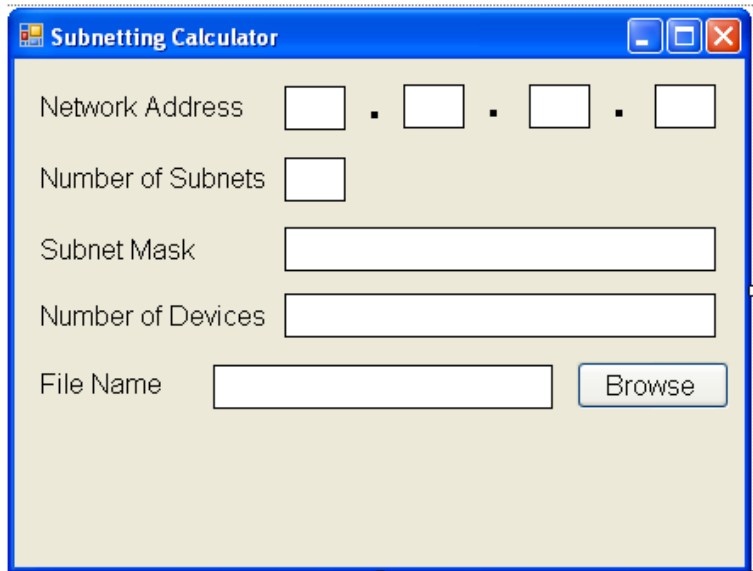 Subnetting Calculator
Network Address . . .
Number of Subnets
Subnet Mask
Number of Devices
File Name Browse